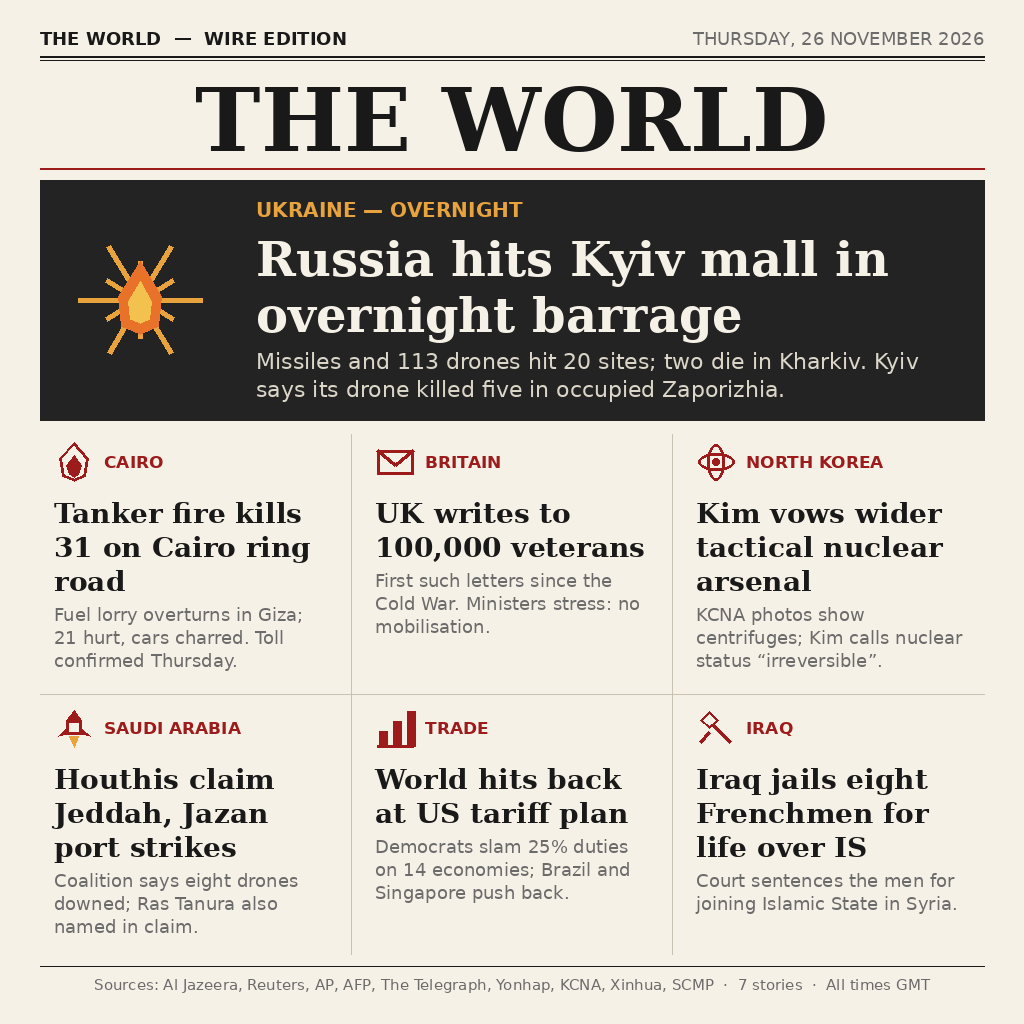 THE WORLD — WIRE EDITION
THURSDAY, 26 NOVEMBER 2026
THE WORLD
UKRAINE — OVERNIGHT
Russia hits Kyiv mall in
overnight barrage
Missiles and 113 drones hit 20 sites; two die in Kharkiv. Kyiv
says its drone killed five in occupied Zaporizhia.
CAIRO
Tanker fire kills
31 on Cairo ring
road
Fuel lorry overturns in Giza;
21 hurt, cars charred. Toll
confirmed Thursday.
BRITAIN
UK writes to
100,000 veterans
First such letters since the
Cold War. Ministers stress: no
mobilisation.
NORTH KOREA
Kim vows wider
tactical nuclear
arsenal
KCNA photos show
centrifuges; Kim calls nuclear
status “irreversible”.
SAUDI ARABIA
Houthis claim
Jeddah, Jazan
port strikes
Coalition says eight drones
downed; Ras Tanura also
named in claim.
TRADE
World hits back
at US tariff plan
Democrats slam 25% duties
on 14 economies; Brazil and
Singapore push back.
IRAQ
Iraq jails eight
Frenchmen for
life over IS
Court sentences the men for
joining Islamic State in Syria.
Sources: Al Jazeera, Reuters, AP, AFP, The Telegraph, Yonhap, KCNA, Xinhua, SCMP · 7 stories · All times GMT